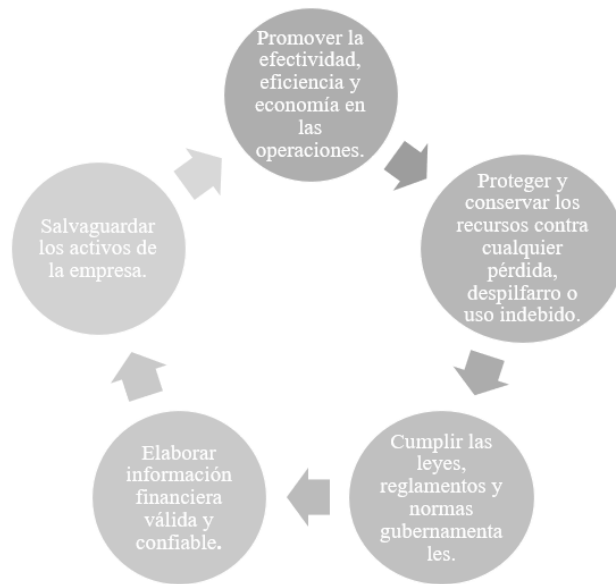 Promover la
efectividad,
eficiencia y
economía en
las
operaciones.
Proteger y
conservar los
recursos contra
cualquier
pérdida,
despilfarro o
uso indebido.
Cumplir las
leyes,
reglamentos y
normas
gubernamenta
les.
Elaborar
información
financiera
válida y
confiable.
Salvaguardar
los activos de
la empresa.